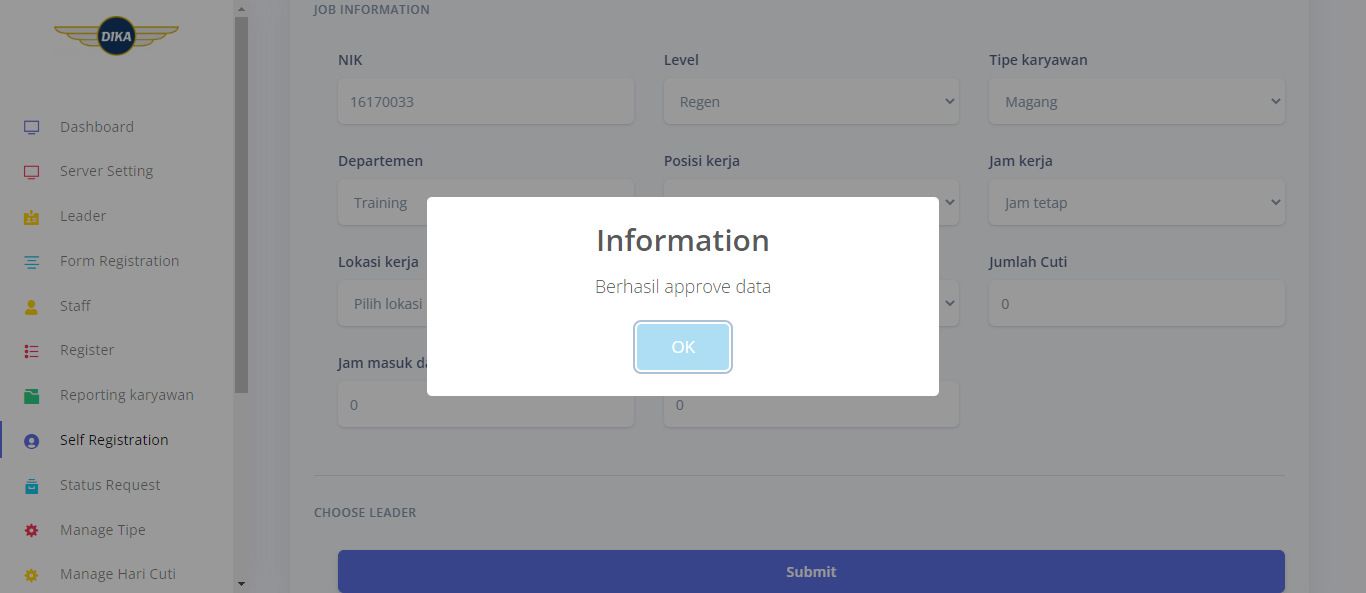 DIKA
Dashboard
Server Setting
Leader
Form Registration
Staff
Register
Reporting karyawan
Self Registration
Status Request
Manage Tipe
Manage Hari Cuti
JOB INFORMATION
NIK
Level
Tipe karyawan
16170033
Regen
Magang
Departemen
Posisi kerja
Jam kerja
Training
Jam tetap
Information
Berhasil approve data
OK
Lokasi kerja
Jumlah Cuti
Pilih lokasi
0
Jam masuk da
0
0
CHOOSE LEADER
Submit